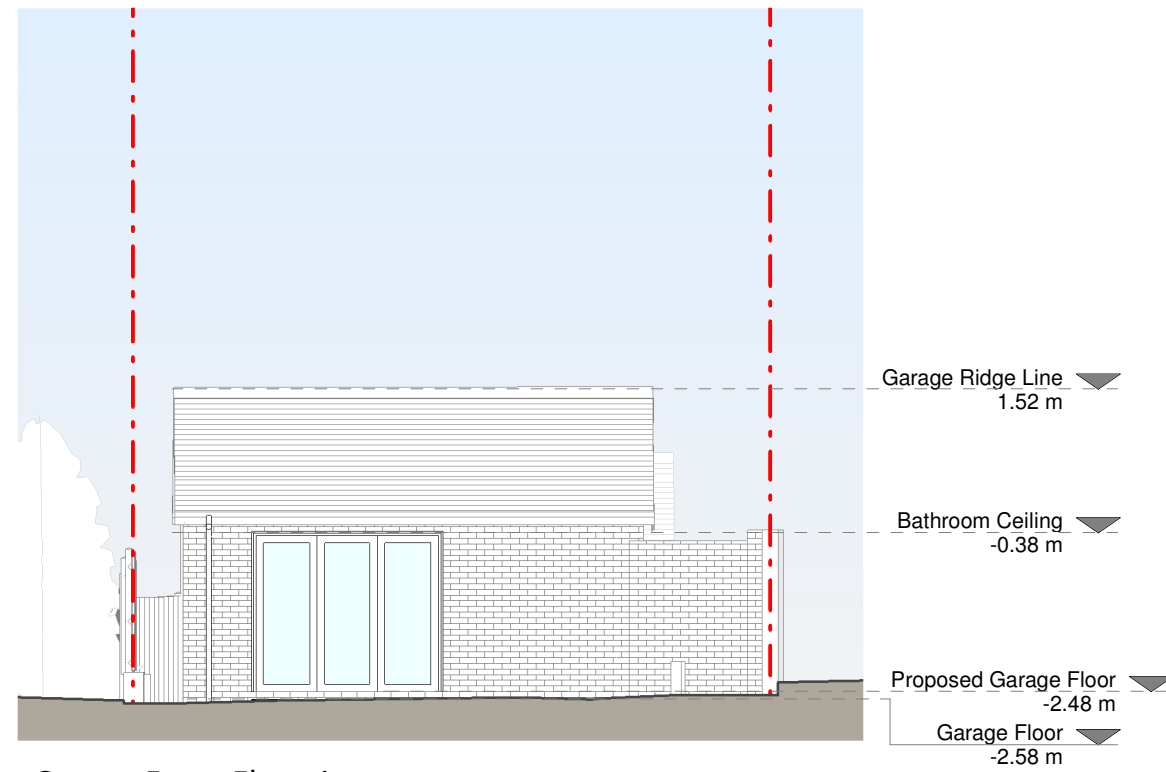 Garage Ridge Line
1.52 m
Bathroom Ceiling
-0.38 m
Proposed Garage Floor
-2.48 m
Garage Floor
-2.58 m